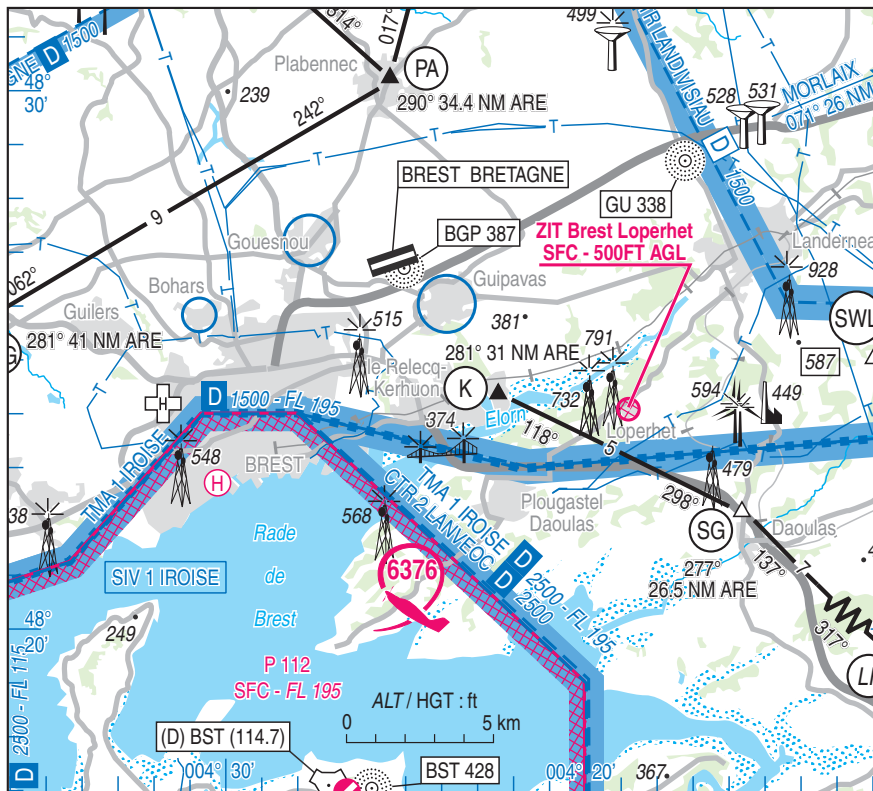 GNE D 1500
48°
30'
Plabennec
314°
017°
PA
290° 34.4 NM ARE
239
242°
9
062°
499
IR LANDIVISIAU D 1500
528
531
MORLAIX
071° 26 NM
BREST BRETAGNE
GU 338
BGP 387
ZIT Brest Loperhet
SFC - 500FT AGL
Landernea
928
Gouesnou
Guipavas
Bohars
Guilers
281° 41 NM ARE
515
381
791
281° 31 NM ARE
SWL
587
le Relecq-
Kerhuon
K
732
594
449
Elorn
118°
Loperhet
5
D 1500 - FL 195
374
TMA 1 IROISE
548
BREST
H
38
TMA 1 IROISE
CTR 2 LANVEOC
D 2500 - FL 195
D 2500
568
479
298°
Plougastel
Daoulas
SG
Daoulas
277°
26.5 NM ARE
137°
7
317°
LI
SIV 1 IROISE
Rade
de
Brest
6376
48°
20'
249
P 112
SFC - FL 195
D 2500 - FL 115
ALT / HGT : ft
0
5 km
(D) BST (114.7)
BST 428
004° 30'
004° 20'
367